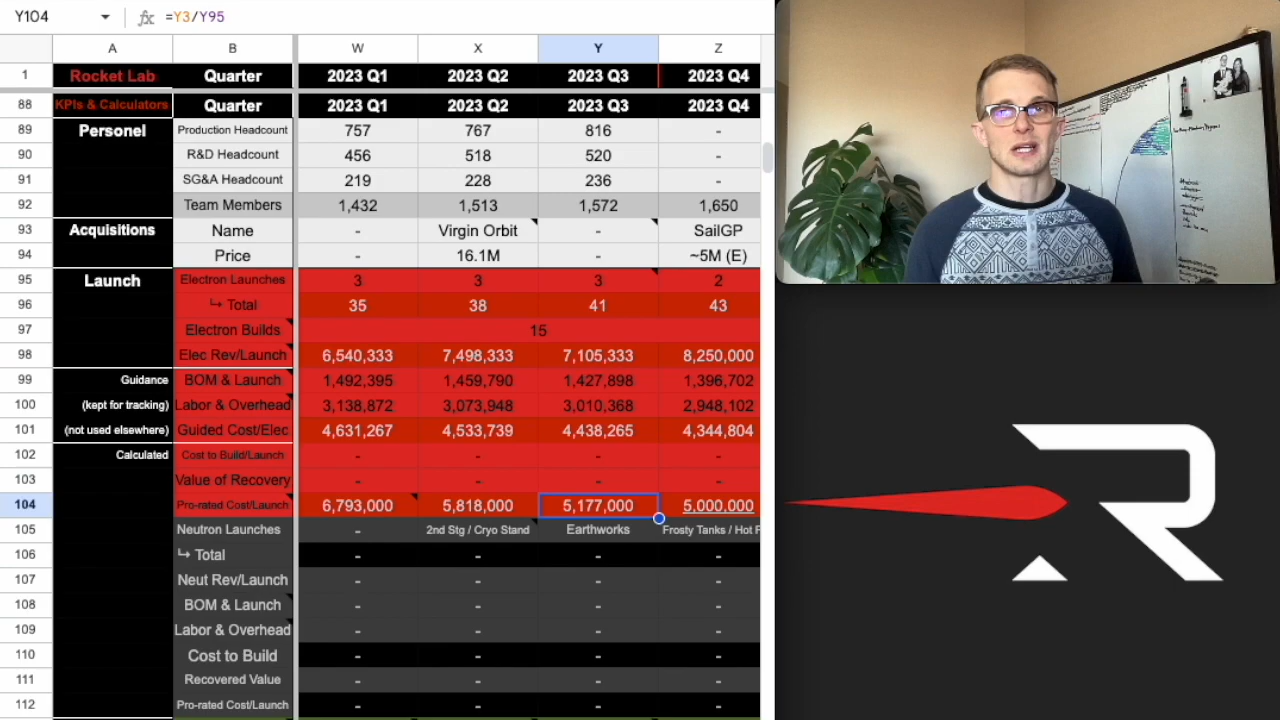 Y104 fx =Y3/Y95
A B W X Y Z
1 Rocket Lab Quarter 2023 Q1 2023 Q2 2023 Q3 2023 Q4
88 KPIs & Calculators Quarter 2023 Q1 2023 Q2 2023 Q3 2023 Q4
89 Personel Production Headcount 757 767 816 -
90 R&D Headcount 456 518 520 -
91 SG&A Headcount 219 228 236 -
92 Team Members 1,432 1,513 1,572 1,650
93 Acquisitions Name - Virgin Orbit - SailGP
94 Price - 16.1M - ~5M (E)
95 Launch Electron Launches 3 3 3 2
96 ↳ Total 35 38 41 43
97 Electron Builds 15
98 Elec Rev/Launch 6,540,333 7,498,333 7,105,333 8,250,000
99 Guidance BOM & Launch 1,492,395 1,459,790 1,427,898 1,396,702
100 (kept for tracking) Labor & Overhead 3,138,872 3,073,948 3,010,368 2,948,102
101 (not used elsewhere) Guided Cost/Elec 4,631,267 4,533,739 4,438,265 4,344,804
102 Calculated Cost to Build/Launch - - - -
103 Value of Recovery - - - -
104 Pro-rated Cost/Launch 6,793,000 5,818,000 5,177,000 5,000,000
105 Neutron Launches - 2nd Stg / Cryo Stand Earthworks Frosty Tanks / Hot F
106 ↳ Total - - - -
107 Neut Rev/Launch - - - -
108 BOM & Launch - - - -
109 Labor & Overhead - - - -
110 Cost to Build - - - -
111 Recovered Value - - - -
112 Pro-rated Cost/Launch - - - -
R